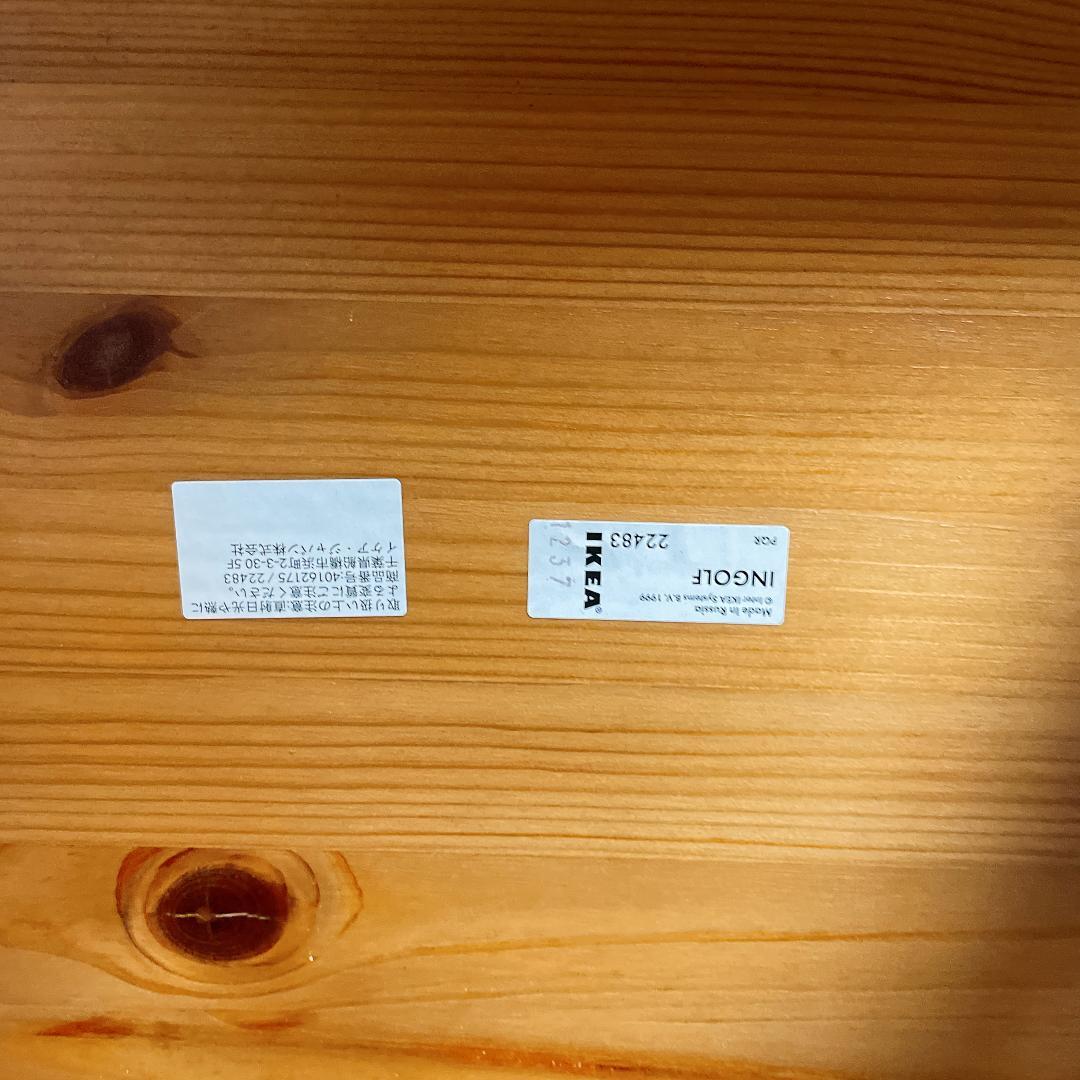 Made in Russia
© Inter IKEA Systems B.V. 1999
INGOLF
PQR
22483
IKEA®
取り扱い上の注意:直射日光や熱に
よる変質にご注意ください。
商品番号:40162175 / 22483
千葉県船橋市浜町2-3-30.5F
イケア・ジャパン株式会社